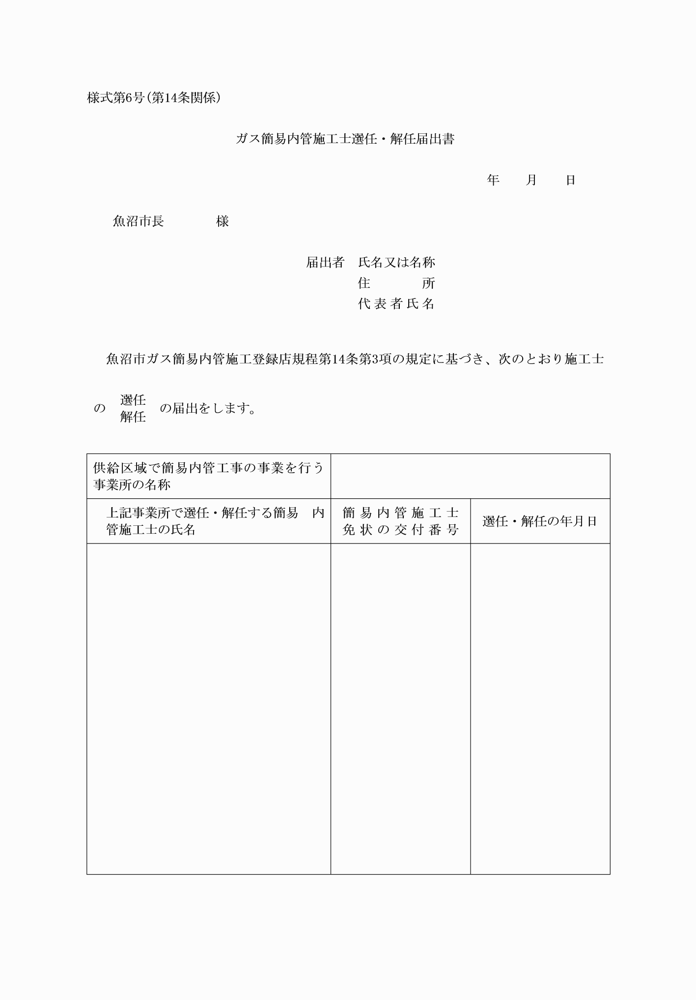 様式第6号(第14条関係)
ガス簡易内管施工士選任・解任届出書
年　　月　　日
魚沼市長　　　　様
届出者　氏名又は名称
住　　　　所
代表者氏名
魚沼市ガス簡易内管施工登録店規程第14条第3項の規定に基づき、次のとおり施工士
の　選任　の届出をします。
解任
供給区域で簡易内管工事の事業を行う
事業所の名称
上記事業所で選任・解任する簡易　内
管施工士の氏名
簡易内管施工士
免状の交付番号
選任・解任の年月日